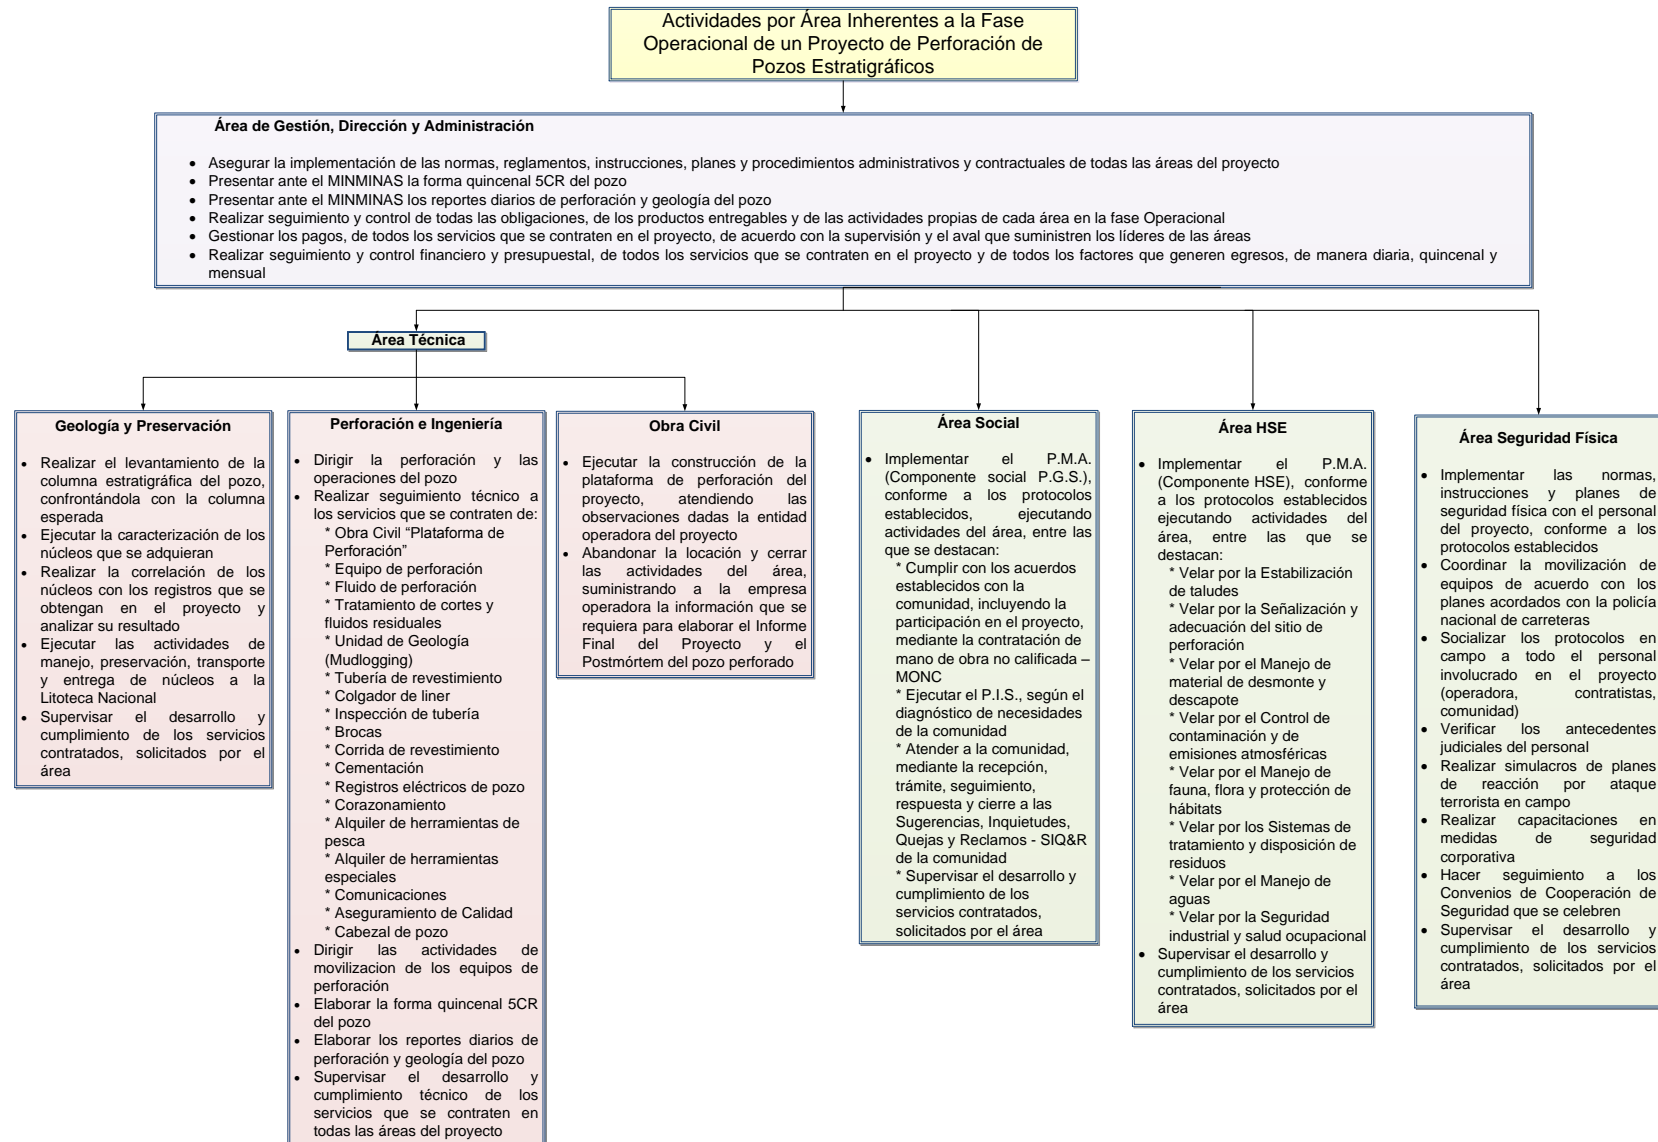 Actividades por Área Inherentes a la Fase
Operacional de un Proyecto de Perforación de
Pozos Estratigráficos
Área de Gestión, Dirección y Administración
• Asegurar la implementación de las normas, reglamentos, instrucciones, planes y procedimientos administrativos y contractuales de todas las áreas del proyecto
• Presentar ante el MINMINAS la forma quincenal 5CR del pozo
• Presentar ante el MINMINAS los reportes diarios de perforación y geología del pozo
• Realizar seguimiento y control de todas las obligaciones, de los productos entregables y de las actividades propias de cada área en la fase Operacional
• Gestionar los pagos, de todos los servicios que se contraten en el proyecto, de acuerdo con la supervisión y el aval que suministren los líderes de las áreas
• Realizar seguimiento y control financiero y presupuestal, de todos los servicios que se contraten en el proyecto y de todos los factores que generen egresos, de manera diaria, quincenal y
mensual
Área Técnica
Geología y Preservación
• Realizar el levantamiento de la
columna estratigráfica del pozo,
confrontándola con la columna
esperada
• Ejecutar la caracterización de los
núcleos que se adquieran
• Realizar la correlación de los
núcleos con los registros que se
obtengan en el proyecto y
analizar su resultado
• Ejecutar las actividades de
manejo, preservación, transporte
y entrega de núcleos a la
Litoteca Nacional
• Supervisar el desarrollo y
cumplimiento de los servicios
contratados, solicitados por el
área
Perforación e Ingeniería
• Dirigir la perforación y las
operaciones del pozo
• Realizar seguimiento técnico a
los servicios que se contraten de:
* Obra Civil “Plataforma de
Perforación”
* Equipo de perforación
* Fluido de perforación
* Tratamiento de cortes y
fluidos residuales
* Unidad de Geología
(Mudlogging)
* Tubería de revestimiento
* Colgador de liner
* Inspección de tubería
* Brocas
* Corrida de revestimiento
* Cementación
* Registros eléctricos de pozo
* Corazonamiento
* Alquiler de herramientas de
pesca
* Alquiler de herramientas
especiales
* Comunicaciones
* Aseguramiento de Calidad
* Cabezal de pozo
• Dirigir las actividades de
movilizacion de los equipos de
perforación
• Elaborar la forma quincenal 5CR
del pozo
• Elaborar los reportes diarios de
perforación y geología del pozo
• Supervisar el desarrollo y
cumplimiento técnico de los
servicios que se contraten en
todas las áreas del proyecto
Obra Civil
• Ejecutar la construcción de la
plataforma de perforación del
proyecto, atendiendo las
observaciones dadas la entidad
operadora del proyecto
• Abandonar la locación y cerrar
las actividades del área,
suministrando a la empresa
operadora la información que se
requiera para elaborar el Informe
Final del Proyecto y el
Postmórtem del pozo perforado
Área Social
• Implementar el P.M.A.
(Componente social P.G.S.),
conforme a los protocolos
establecidos, ejecutando
actividades del área, entre las
que se destacan:
* Cumplir con los acuerdos
establecidos con la
comunidad, incluyendo la
participación en el proyecto,
mediante la contratación de
mano de obra no calificada –
MONC
* Ejecutar el P.I.S., según el
diagnóstico de necesidades
de la comunidad
* Atender a la comunidad,
mediante la recepción,
trámite, seguimiento,
respuesta y cierre a las
Sugerencias, Inquietudes,
Quejas y Reclamos - SIQ&R
de la comunidad
* Supervisar el desarrollo y
cumplimiento de los
servicios contratados,
solicitados por el área
Área HSE
• Implementar el P.M.A.
(Componente HSE), conforme
a los protocolos establecidos
ejecutando actividades del
área, entre las que se
destacan:
* Velar por la Estabilización
de taludes
* Velar por la Señalización y
adecuación del sitio de
perforación
* Velar por el Manejo de
material de desmonte y
descapote
* Velar por el Control de
contaminación y de
emisiones atmosféricas
* Velar por el Manejo de
fauna, flora y protección de
hábitats
* Velar por los Sistemas de
tratamiento y disposición de
residuos
* Velar por el Manejo de
aguas
* Velar por la Seguridad
industrial y salud ocupacional
• Supervisar el desarrollo y
cumplimiento de los servicios
contratados, solicitados por el
área
Área Seguridad Física
• Implementar las normas,
instrucciones y planes de
seguridad física con el personal
del proyecto, conforme a los
protocolos establecidos
• Coordinar la movilización de
equipos de acuerdo con los
planes acordados con la policía
nacional de carreteras
• Socializar los protocolos en
campo a todo el personal
involucrado en el proyecto
(operadora, contratistas,
comunidad)
• Verificar los antecedentes
judiciales del personal
• Realizar simulacros de planes
de reacción por ataque
terrorista en campo
• Realizar capacitaciones en
medidas de seguridad
corporativa
• Hacer seguimiento a los
Convenios de Cooperación de
Seguridad que se celebren
• Supervisar el desarrollo y
cumplimiento de los servicios
contratados, solicitados por el
área